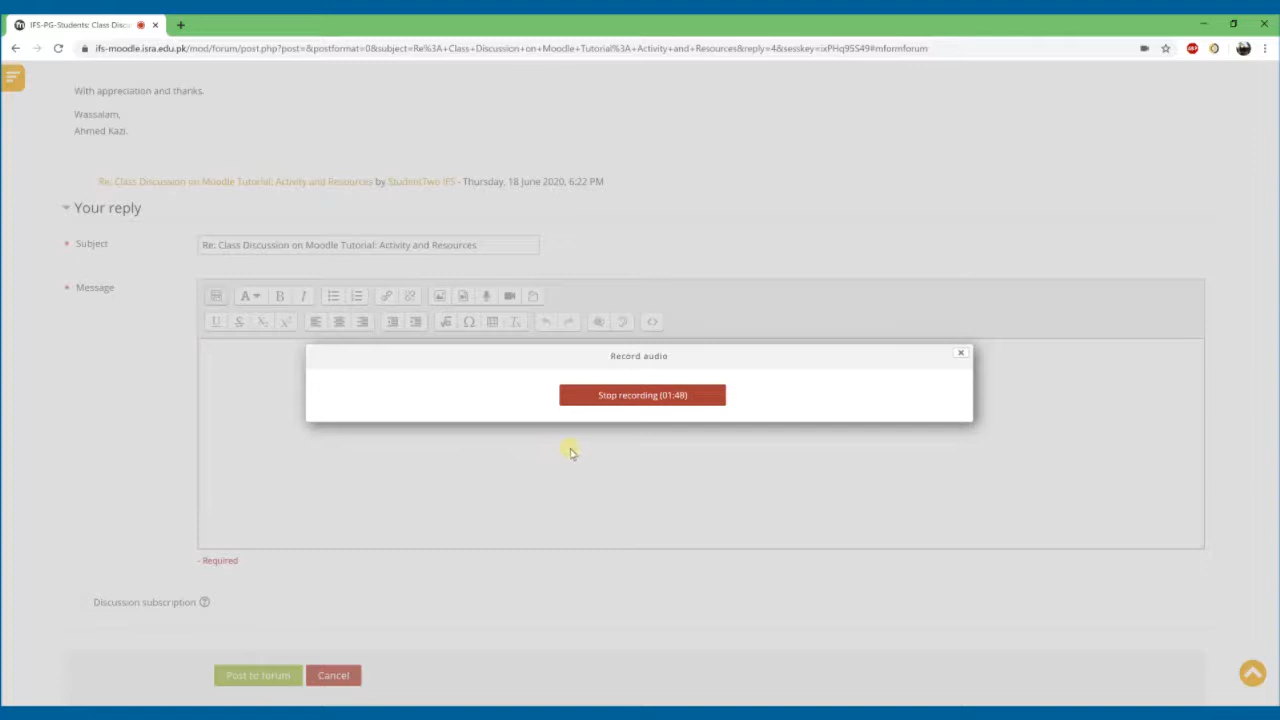 IFS-PG-Students: Class Discu
ifs-moodle.isra.edu.pk/mod/forum/post.php?post=&postformat=0&subject=Re%3A+Class+Discussion+on+Moodle+Tutorial%3A+Activity+and+Resources&reply=4&sesskey=ixPHq95S49#mformforum
With appreciation and thanks.
Wassalam,
Ahmed Kazi.
Re: Class Discussion on Moodle Tutorial: Activity and Resources by StudentTwo IFS - Thursday, 18 June 2020, 6:22 PM
Your reply
Subject
Re: Class Discussion on Moodle Tutorial: Activity and Resources
Message
Record audio
Stop recording (01:48)
- Required
Discussion subscription
Post to forum
Cancel